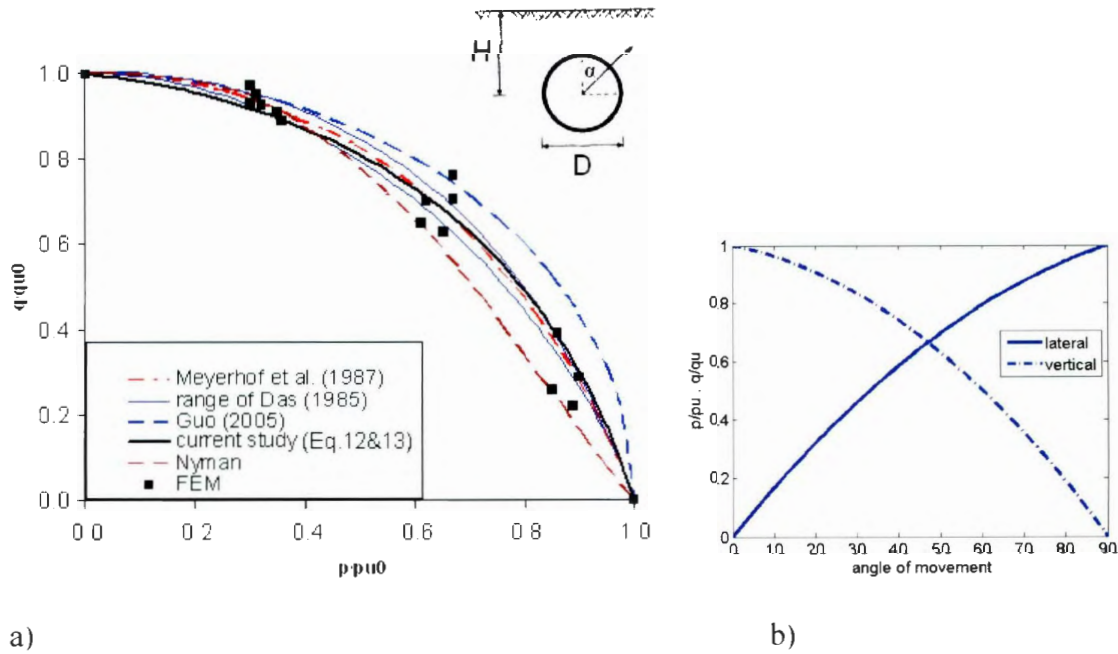 H
α
D
1.0
0.8
0.6
0.4
0.2
0.0
q/qu0
0.0 0.2 0.4 0.6 0.8 1.0
p/pu0
Meyerhof et al. (1987)
range of Das (1985)
Guo (2005)
current study (Eq.12&13)
Nyman
FEM
1
0.8
0.6
0.4
0.2
0
p/pu , q/qu
0 10 20 30 40 50 60 70 80 90
angle of movement
lateral
vertical
a)
b)